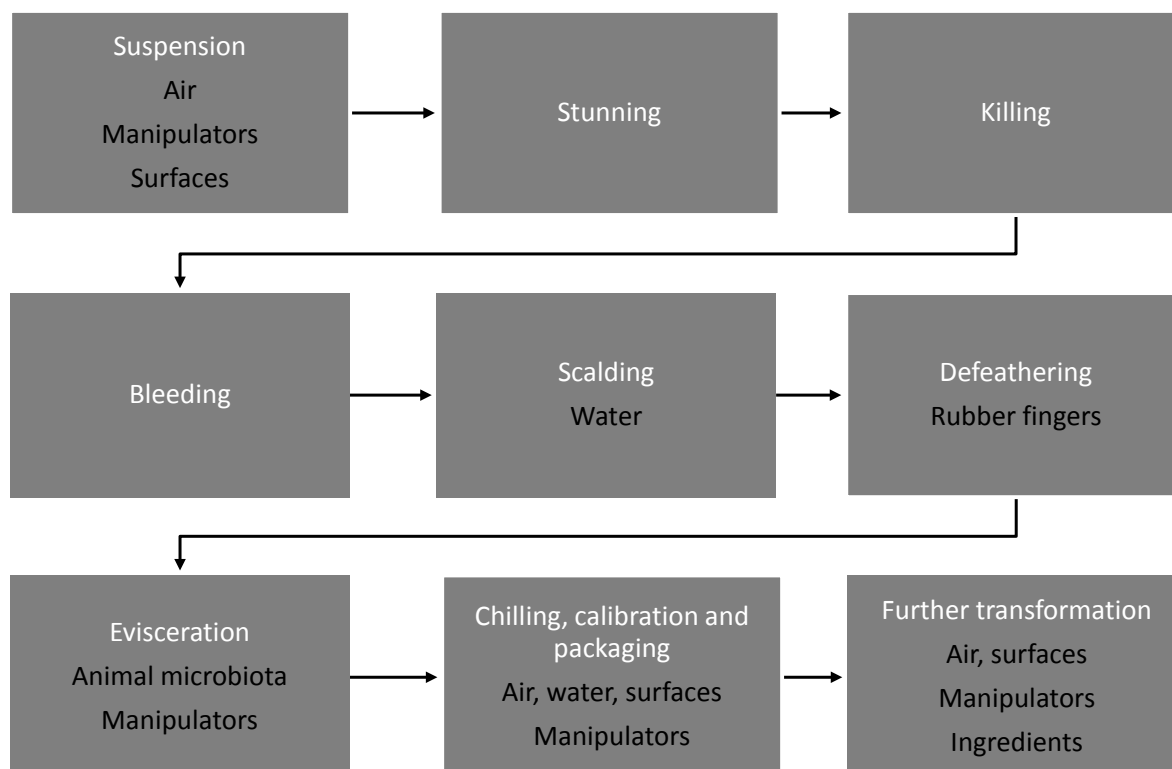 Suspension
Air
Manipulators
Surfaces
Stunning
Killing
Bleeding
Scalding
Water
Defeathering
Rubber fingers
Evisceration
Animal microbiota
Manipulators
Chilling, calibration and
packaging
Air, water, surfaces
Manipulators
Further transformation
Air, surfaces
Manipulators
Ingredients